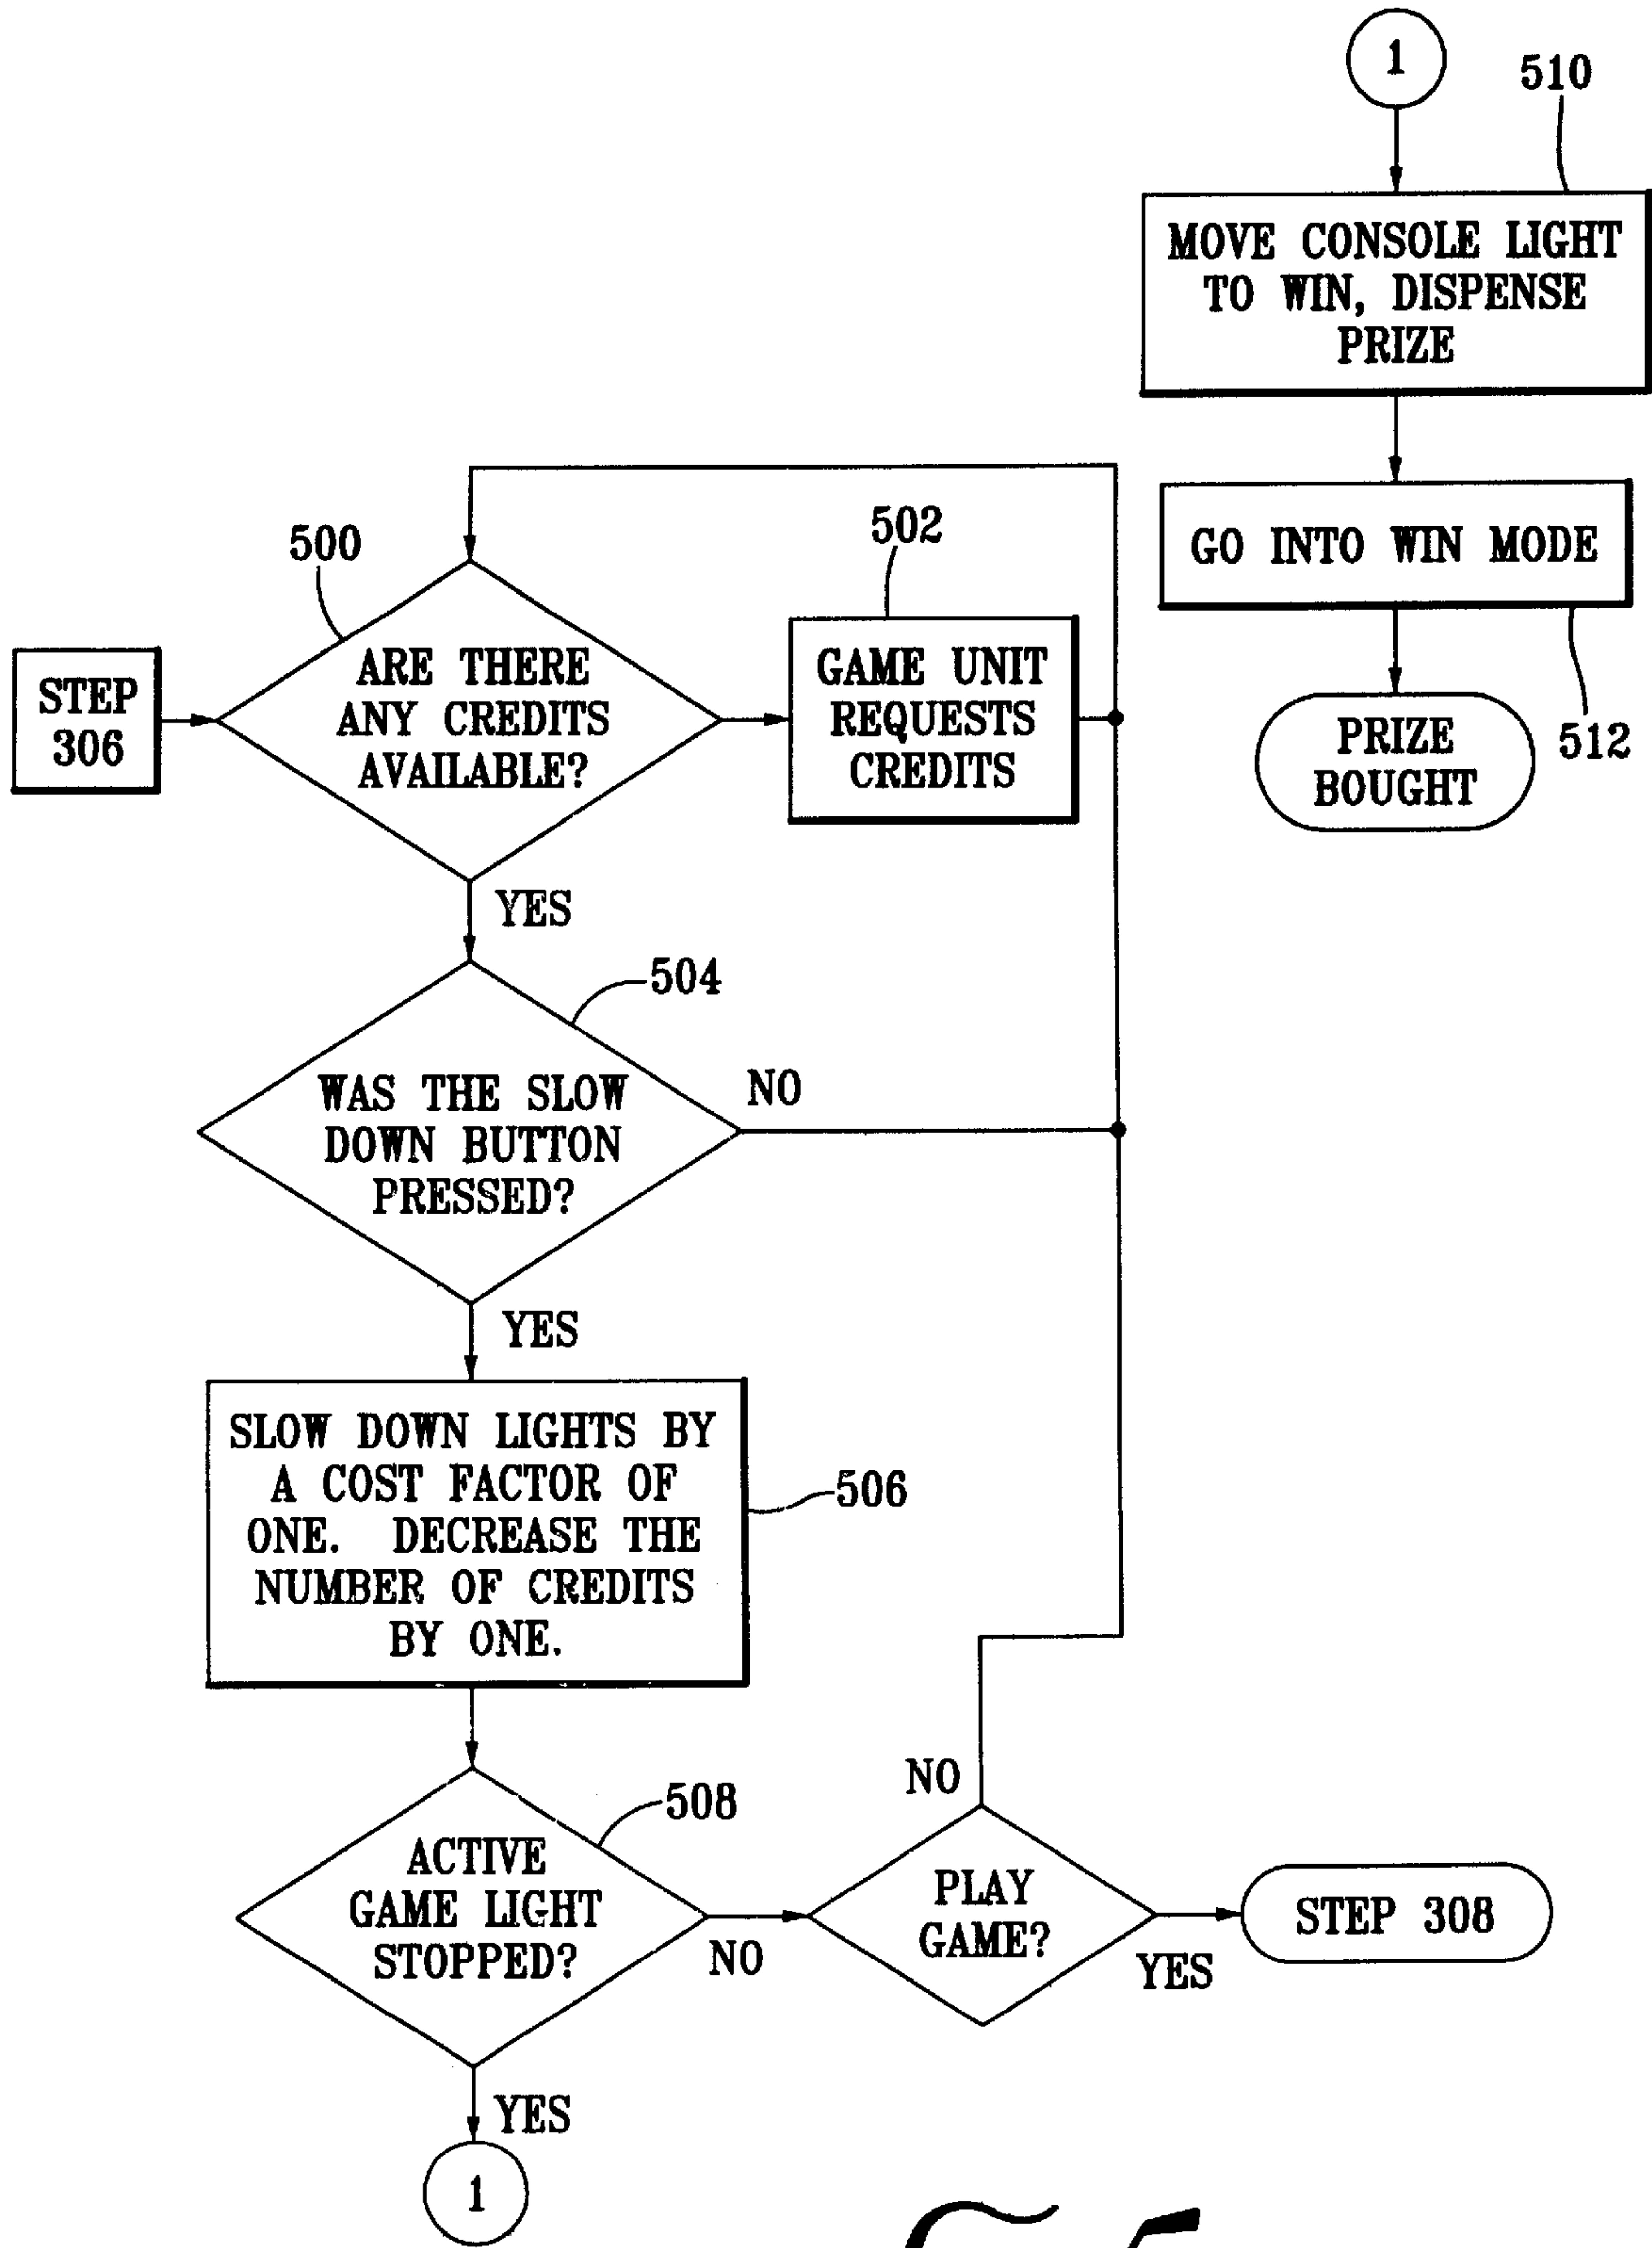 1
510
MOVE CONSOLE LIGHT
TO WIN, DISPENSE
PRIZE
GO INTO WIN MODE
512
PRIZE
BOUGHT
STEP
306
500
ARE THERE
ANY CREDITS
AVAILABLE?
502
GAME UNIT
REQUESTS
CREDITS
YES
504
WAS THE SLOW
DOWN BUTTON
PRESSED?
NO
YES
SLOW DOWN LIGHTS BY
A COST FACTOR OF
ONE. DECREASE THE
NUMBER OF CREDITS
BY ONE.
506
508
ACTIVE
GAME LIGHT
STOPPED?
NO
NO
PLAY
GAME?
YES
STEP 308
YES
1